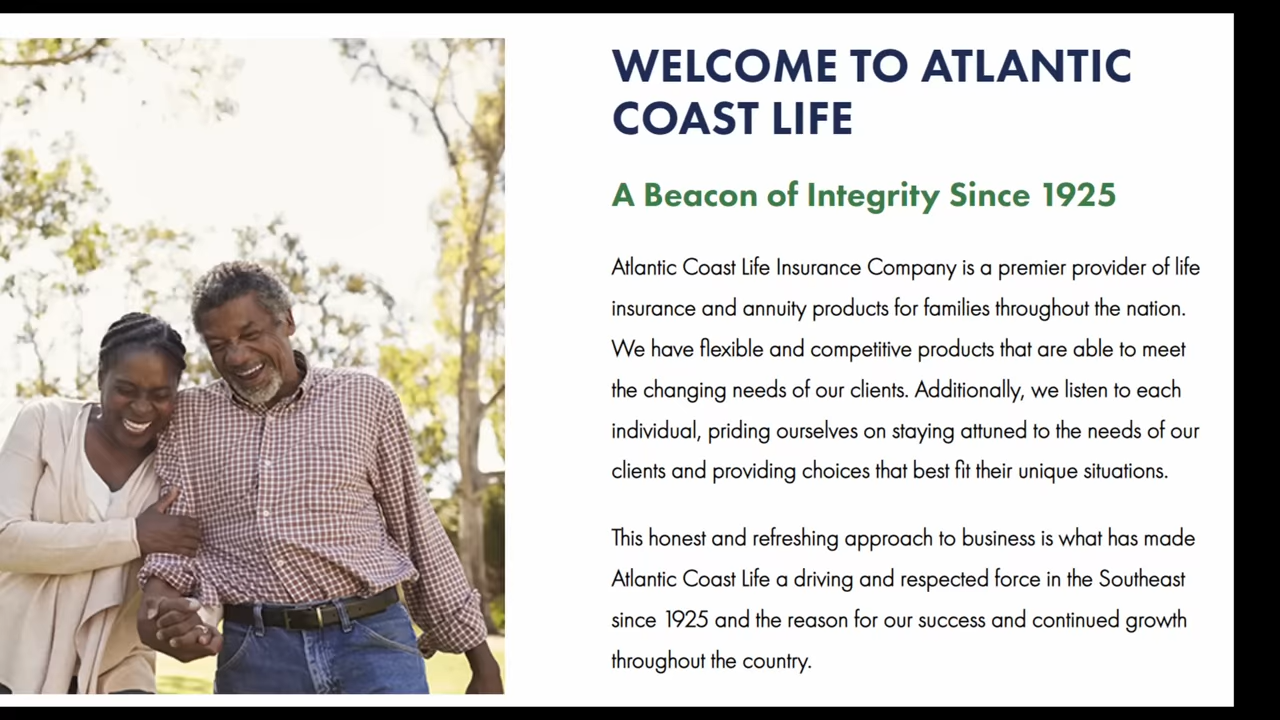 WELCOME TO ATLANTIC
COAST LIFE
A Beacon of Integrity Since 1925
Atlantic Coast Life Insurance Company is a premier provider of life
insurance and annuity products for families throughout the nation.
We have flexible and competitive products that are able to meet
the changing needs of our clients. Additionally, we listen to each
individual, priding ourselves on staying attuned to the needs of our
clients and providing choices that best fit their unique situations.
This honest and refreshing approach to business is what has made
Atlantic Coast Life a driving and respected force in the Southeast
since 1925 and the reason for our success and continued growth
throughout the country.